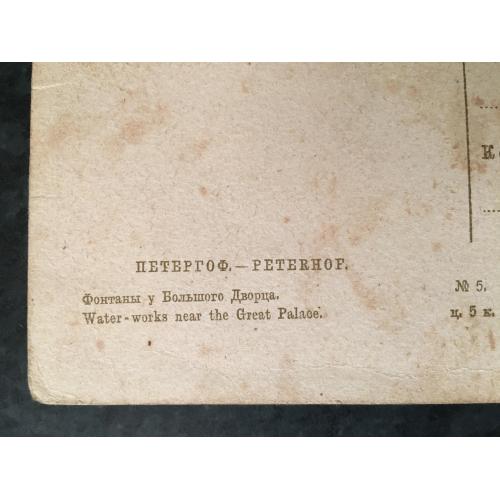 К
ПЕТЕРГОФ.—PETERHOF.
Фонтаны у Большого Дворца.
Water-works near the Great Palace.
№ 5.
ц. 5 к.